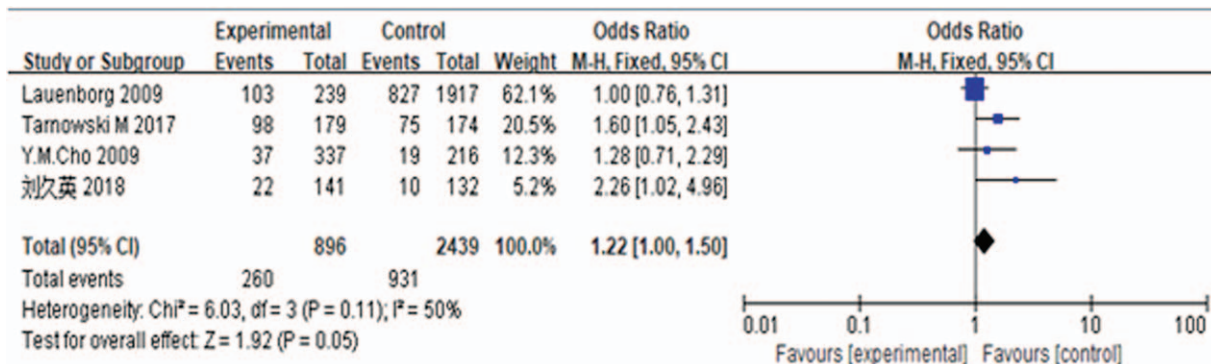 Experimental Control Odds Ratio Odds Ratio
Study or Subgroup Events Total Events Total Weight M-H, Fixed, 95% CI M-H, Fixed, 95% CI
Lauenborg 2009 103 239 827 1917 62.1% 1.00 [0.76, 1.31]
Tarnowski M 2017 98 179 75 174 20.5% 1.60 [1.05, 2.43]
Y.M.Cho 2009 37 337 19 216 12.3% 1.28 [0.71, 2.29]
刘久英 2018 22 141 10 132 5.2% 2.26 [1.02, 4.96]
Total (95% CI) 896 2439 100.0% 1.22 [1.00, 1.50]
Total events 260 931
Heterogeneity: Chi² = 6.03, df = 3 (P = 0.11); I² = 50%
Test for overall effect: Z = 1.92 (P = 0.05)
0.01 0.1 1 10 100
Favours [experimental] Favours [control]